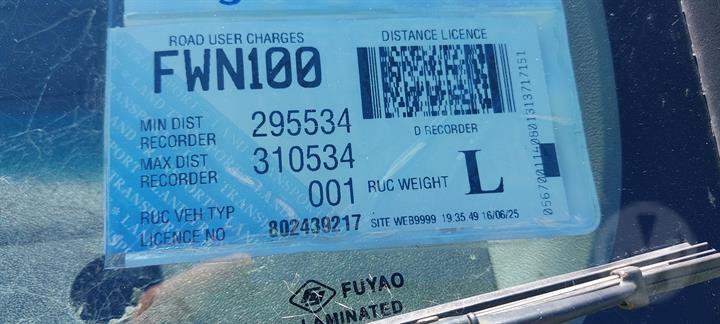 ROAD USER CHARGES
DISTANCE LICENCE
FWN100
MIN DIST RECORDER 295534
D RECORDER
MAX DIST RECORDER 310534
RUC VEH TYP 001
RUC WEIGHT L
LICENCE NO 802439217
SITE WEB9999 19:35:49 16/06/25
FUYAO
LAMINATED